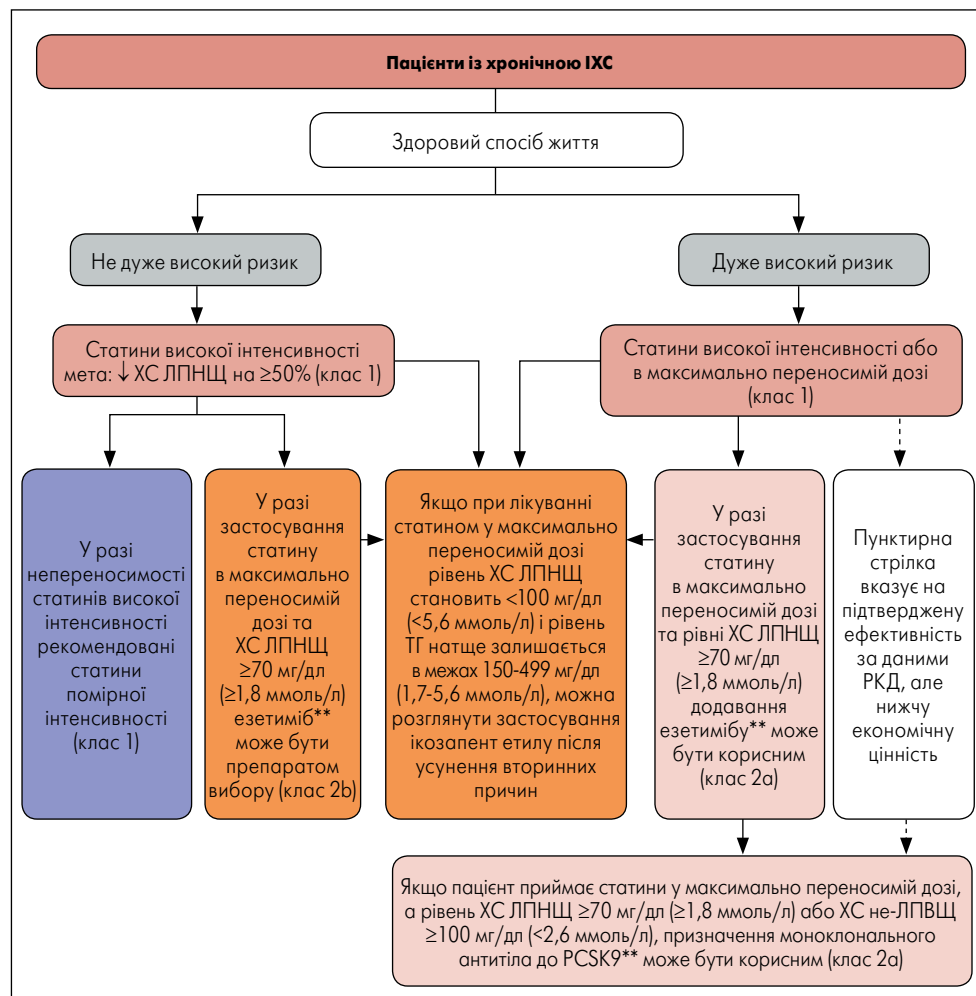 Пацієнти із хронічною ІХС
Здоровий спосіб життя
Не дуже високий ризик
Дуже високий ризик
Статини високої інтенсивності
мета: ↓ ХС ЛПНЩ на ≥50% (клас 1)
Статини високої інтенсивності або
в максимально переносимій дозі
(клас 1)
У разі
непереносимості
статинів високої
інтенсивності
рекомендовані
статини
помірної
інтенсивності
(клас 1)
У разі
застосування
статину
в максимально
переносимій
дозі та
ХС ЛПНЩ
≥70 мг/дл
(≥1,8 ммоль/л)
езетиміб**
може бути
препаратом
вибору (клас 2b)
Якщо при лікуванні
статином у максимально
переносимій дозі
рівень ХС ЛПНЩ
становить <100 мг/дл
(<5,6 ммоль/л) і рівень
ТГ натще залишається
в межах 150-499 мг/дл
(1,7-5,6 ммоль/л), можна
розглянути застосування
ікозапент етилу після
усунення вторинних
причин
У разі
застосування
статину
в максимально
переносимій дозі
та рівні ХС ЛПНЩ
≥70 мг/дл
(≥1,8 ммоль/л)
додавання
езетимібу** може
бути корисним
(клас 2а)
Пунктирна
стрілка
вказує на
підтверджену
ефективність
за даними
РКД, але
нижчу
економічну
цінність
Якщо пацієнт приймає статини у максимально переносимій дозі,
а рівень ХС ЛПНЩ ≥70 мг/дл (≥1,8 ммоль/л) або ХС не-ЛПВЩ
≥100 мг/дл (<2,6 ммоль/л), призначення моноклонального
антитіла до PCSK9** може бути корисним (клас 2а)